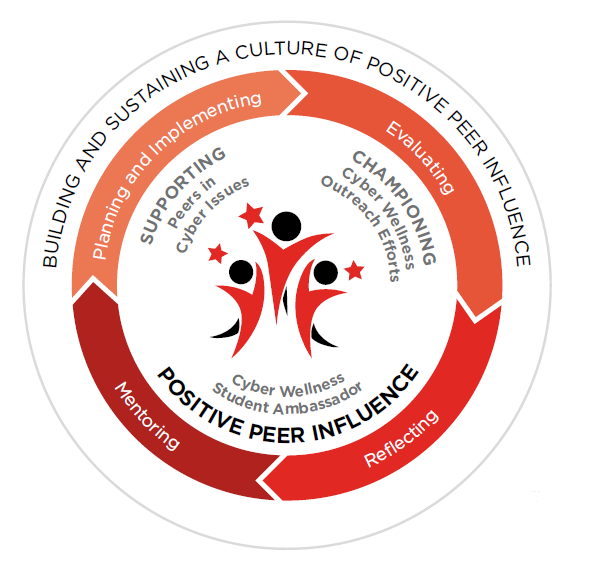 BUILDING AND SUSTAINING A CULTURE OF POSITIVE PEER INFLUENCE
Planning and Implementing
Evaluating
SUPPORTING
Peers in
Cyber Issues
CHAMPIONING
Cyber Wellness
Outreach Efforts
Cyber Wellness
Student Ambassador
POSITIVE PEER INFLUENCE
Mentoring
Reflecting